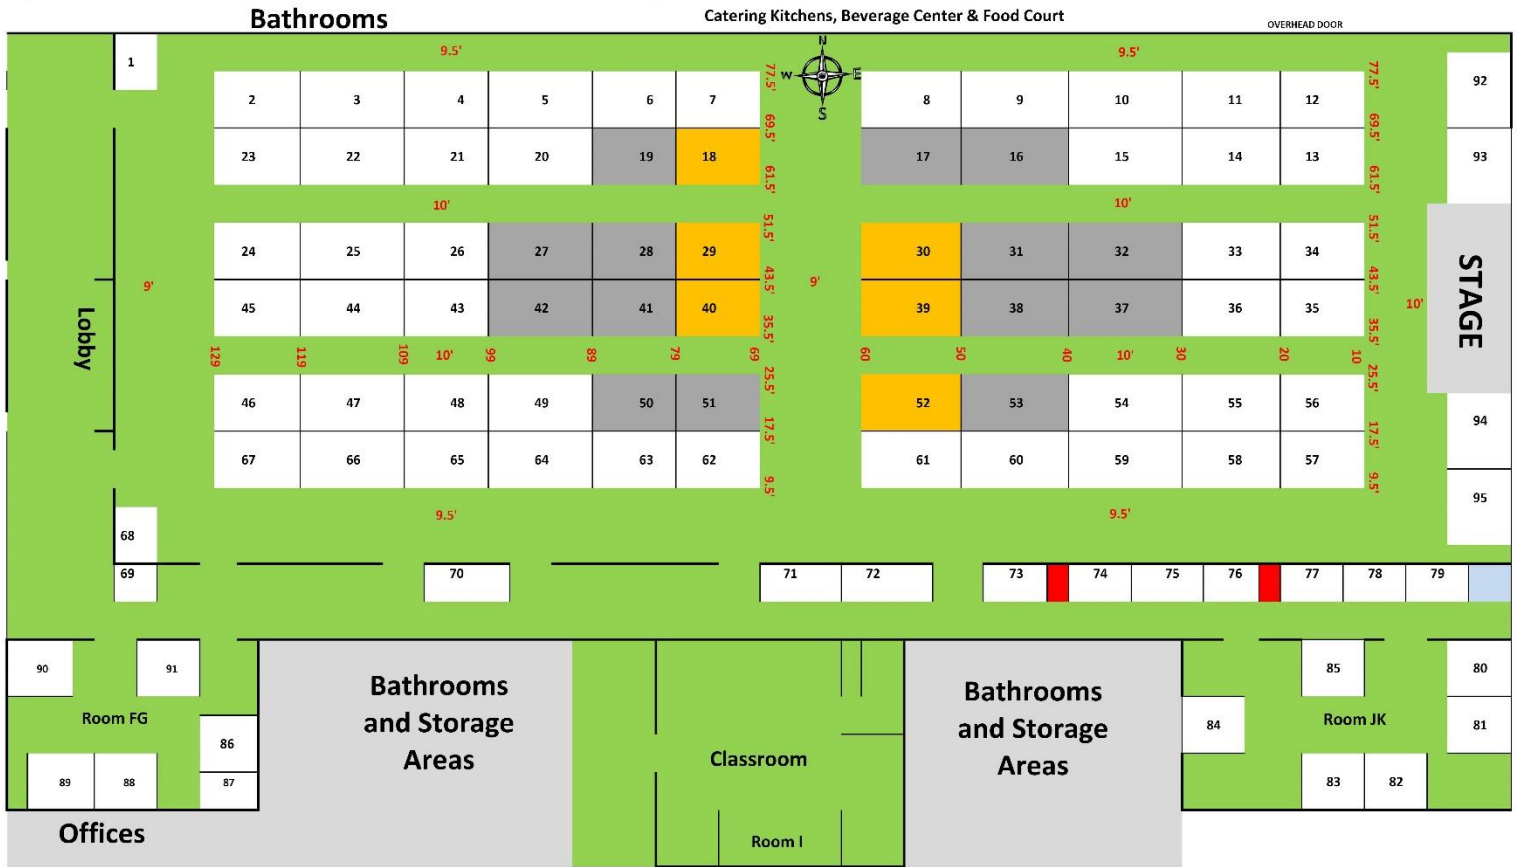 Bathrooms
Catering Kitchens, Beverage Center & Food Court
OVERHEAD DOOR
N
W
E
S
1
9.5'
9.5'
92
2 3 4 5 6 7
77.5'
8 9 10 11 12
77.5'
69.5'
69.5'
23 22 21 20 19 18
61.5'
17 16 15 14 13
61.5'
93
10'
10'
51.5'
51.5'
24 25 26 27 28 29
30 31 32 33 34
43.5'
43.5'
9'
9'
10'
STAGE
45 44 43 42 41 40
39 38 37 36 35
35.5'
35.5'
Lobby
129 119 109 10' 99 89 79 69
60 50 40 10' 30 20 10
25.5'
25.5'
46 47 48 49 50 51
52 53 54 55 56
94
17.5'
17.5'
67 66 65 64 63 62
61 60 59 58 57
9.5'
9.5'
95
9.5'
9.5'
68
69
70
71 72
73 74 75 76 77 78 79
90
91
85
80
Bathrooms
and Storage
Areas
Bathrooms
and Storage
Areas
Room FG
84
Room JK
81
86
Classroom
89 88 87
83 82
Offices
Room I